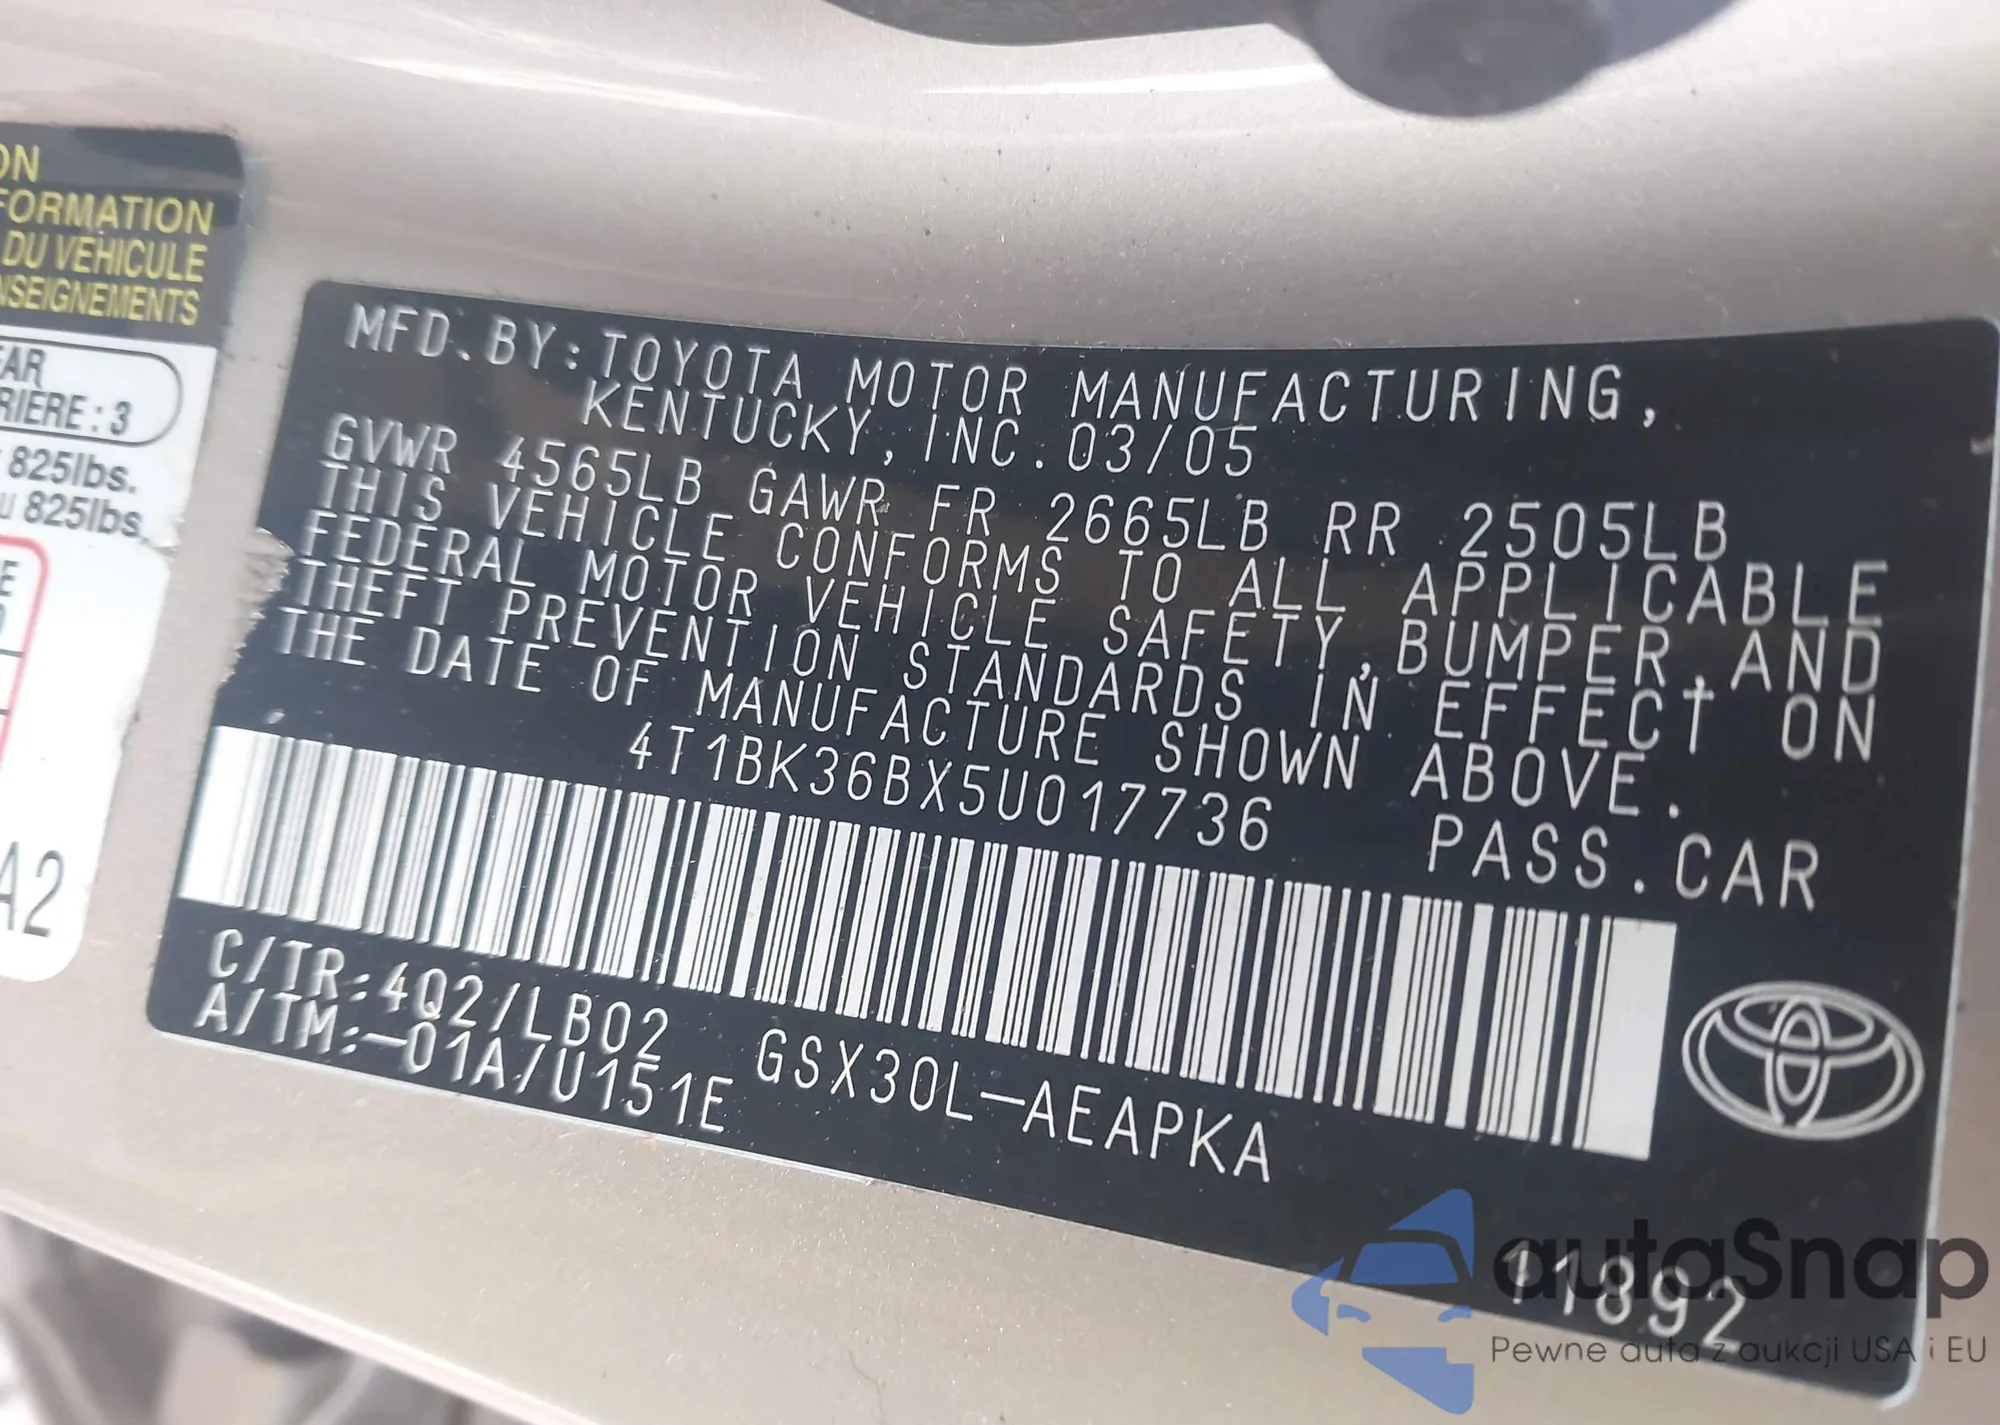 ON
FORMATION
DU VÉHICULE
NSEIGNEMENTS
EAR
RIERE : 3
825lbs.
u 825lbs.
E
A2
MFD. BY: TOYOTA MOTOR MANUFACTURING,
KENTUCKY, INC. 03/05
GVWR 4565LB GAWR FR 2665LB RR 2505LB
THIS VEHICLE CONFORMS TO ALL APPLICABLE
FEDERAL MOTOR VEHICLE SAFETY, BUMPER, AND
THEFT PREVENTION STANDARDS IN EFFECT ON
THE DATE OF MANUFACTURE SHOWN ABOVE.
4T1BK36BX5U017736 PASS. CAR
C/TR:4Q2/LB02
A/TM:-01A/U151E
GSX30L-AEAPKA
11892
autaSnap
Pewne auta z aukcji USA i EU